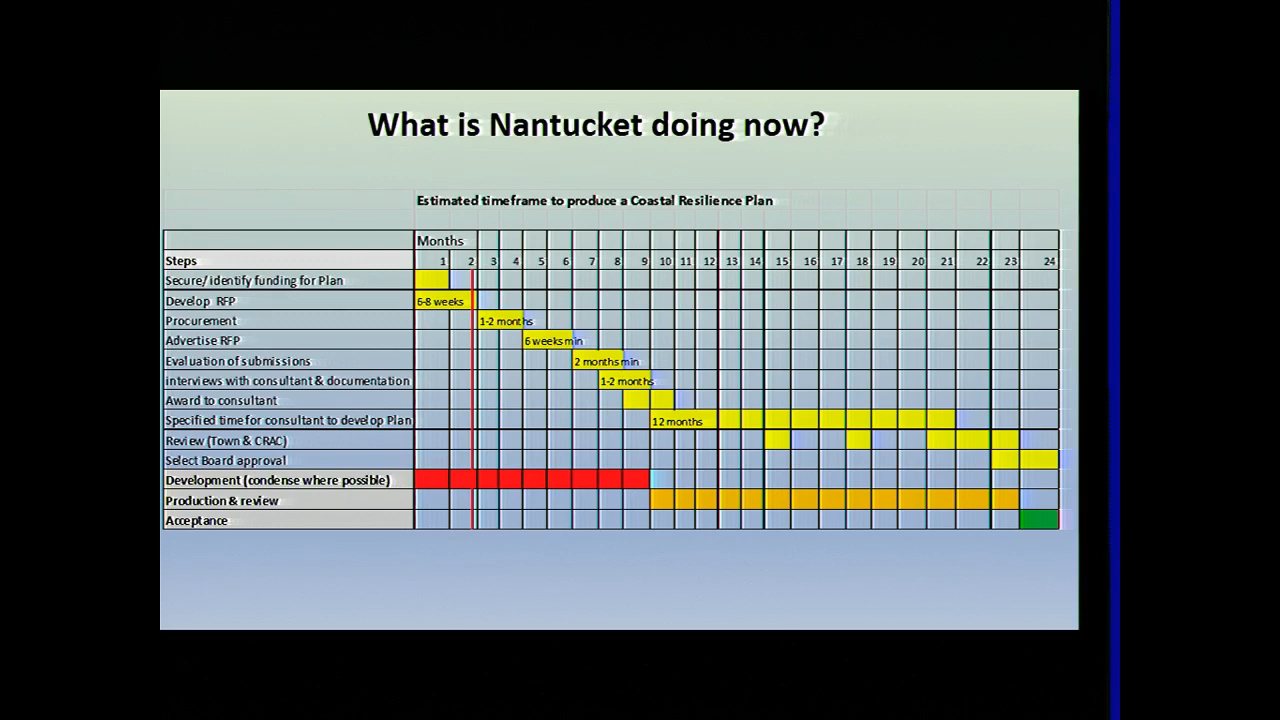 What is Nantucket doing now?
Estimated timeframe to produce a Coastal Resilience Plan
Months
Steps 1 2 3 4 5 6 7 8 9 10 11 12 13 14 15 16 17 18 19 20 21 22 23 24
Secure/ identify funding for Plan
Develop RFP 6-8 weeks
Procurement 1-2 months
Advertise RFP 6 weeks min
Evaluation of submissions 2 months min
interviews with consultant & documentation 1-2 months
Award to consultant
Specified time for consultant to develop Plan 12 months
Review (Town & CRAC)
Select Board approval
Development (condense where possible)
Production & review
Acceptance